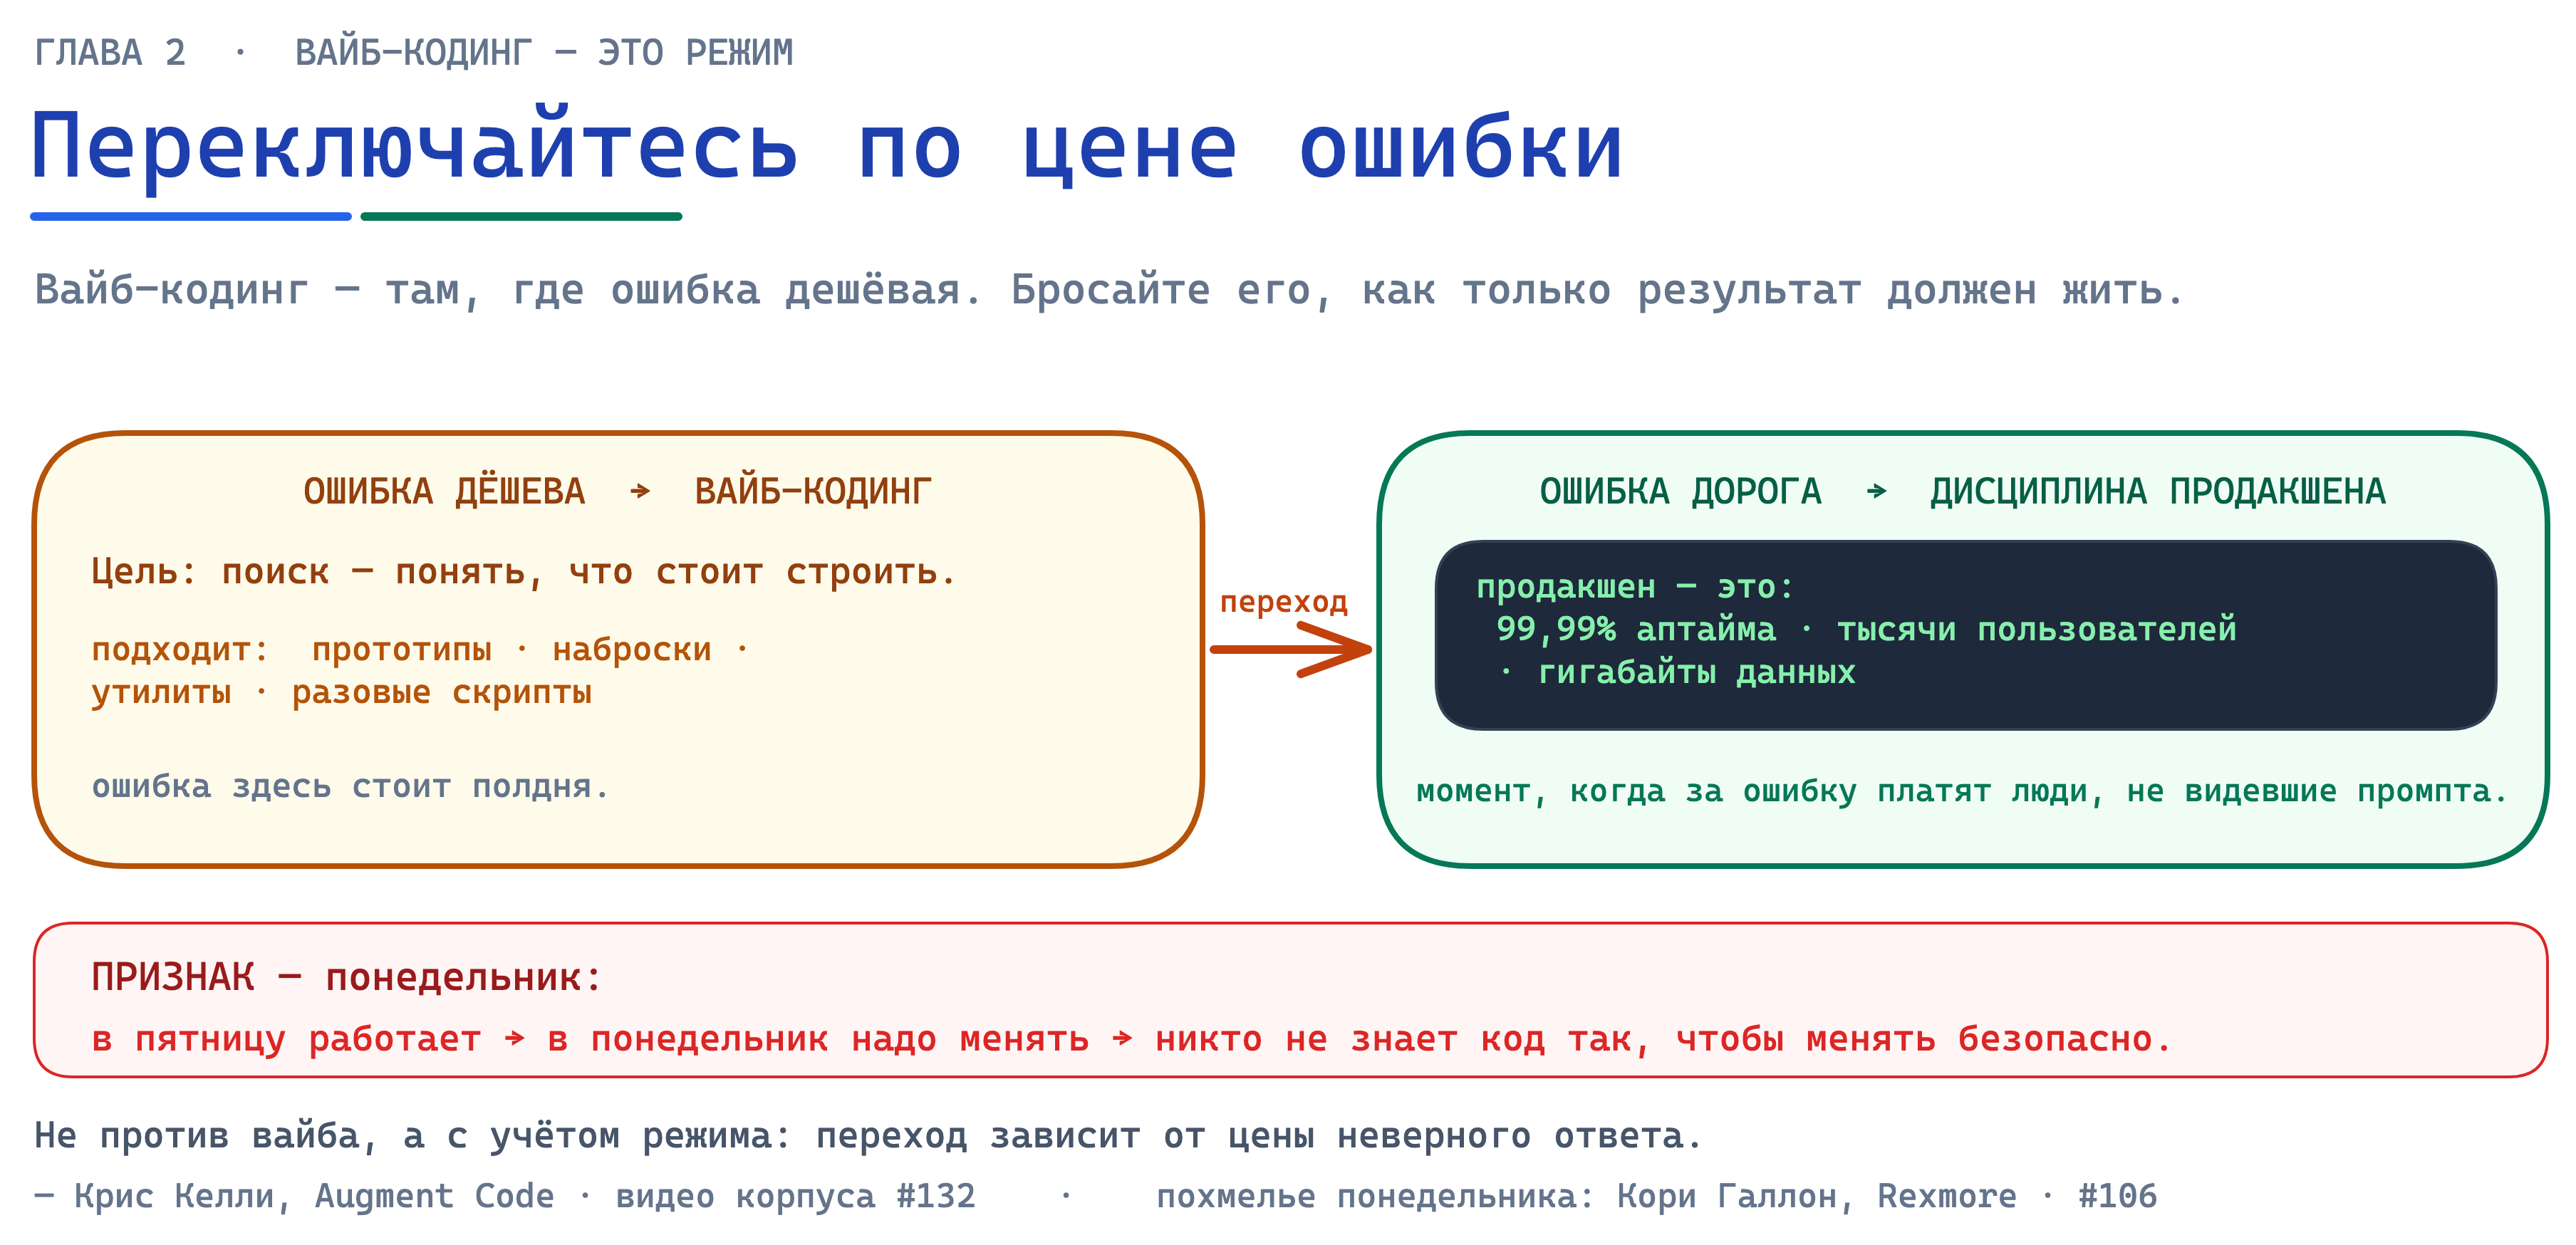 ГЛАВА 2 · ВАЙБ-КОДИНГ — ЭТО РЕЖИМ
Переключайтесь по цене ошибки
Вайб-кодинг — там, где ошибка дешёвая. Бросайте его, как только результат должен жить.
ОШИБКА ДЁШЕВА → ВАЙБ-КОДИНГ
Цель: поиск — понять, что стоит строить.
подходит: прототипы · наброски ·
утилиты · разовые скрипты
ошибка здесь стоит полдня.
переход
ОШИБКА ДОРОГА → ДИСЦИПЛИНА ПРОДАКШЕНА
продакшен — это:
99,99% аптайма · тысячи пользователей
· гигабайты данных
момент, когда за ошибку платят люди, не видевшие промпта.
ПРИЗНАК — понедельник:
в пятницу работает → в понедельник надо менять → никто не знает код так, чтобы менять безопасно.
Не против вайба, а с учётом режима: переход зависит от цены неверного ответа.
— Крис Келли, Augment Code · видео корпуса #132 · похмелье понедельника: Кори Галлон, Rexmore · #106